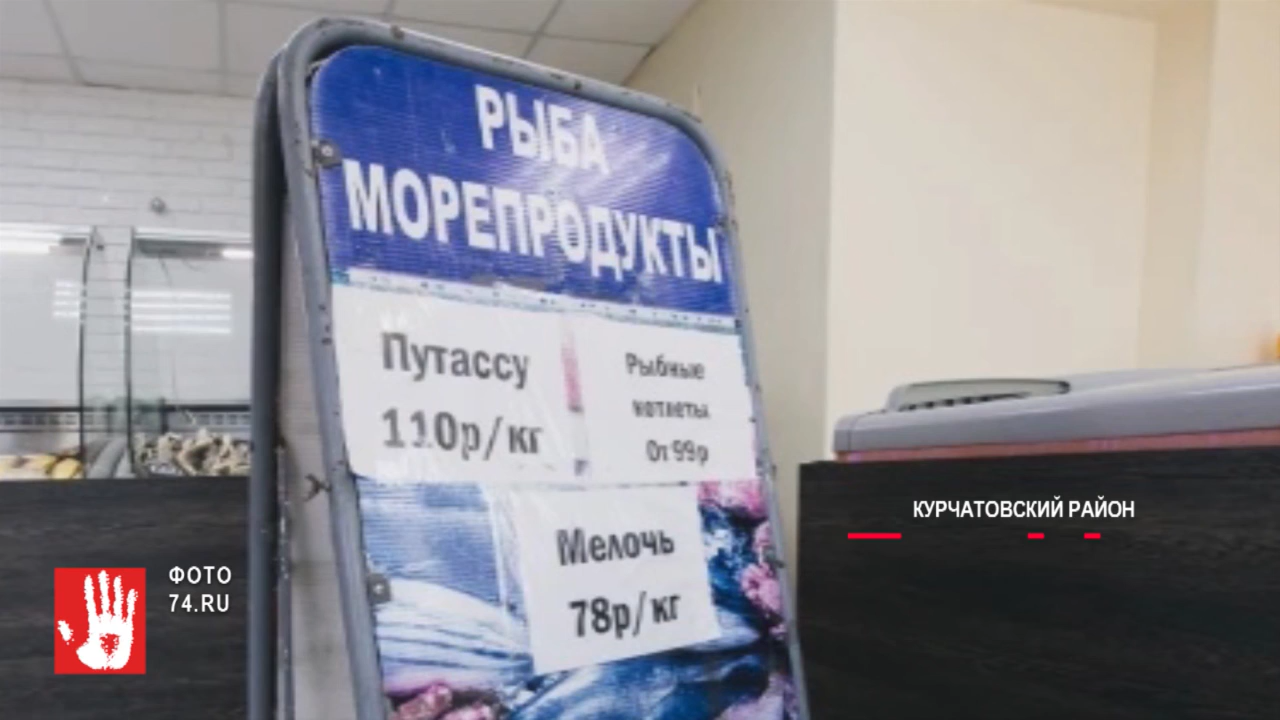 РЫБА
МОРЕПРОДУКТЫ
Путассу
110р/кг
Рыбные
котлеты
От 99р
Мелочь
78р/кг
КУРЧАТОВСКИЙ РАЙОН
ФОТО
74.RU